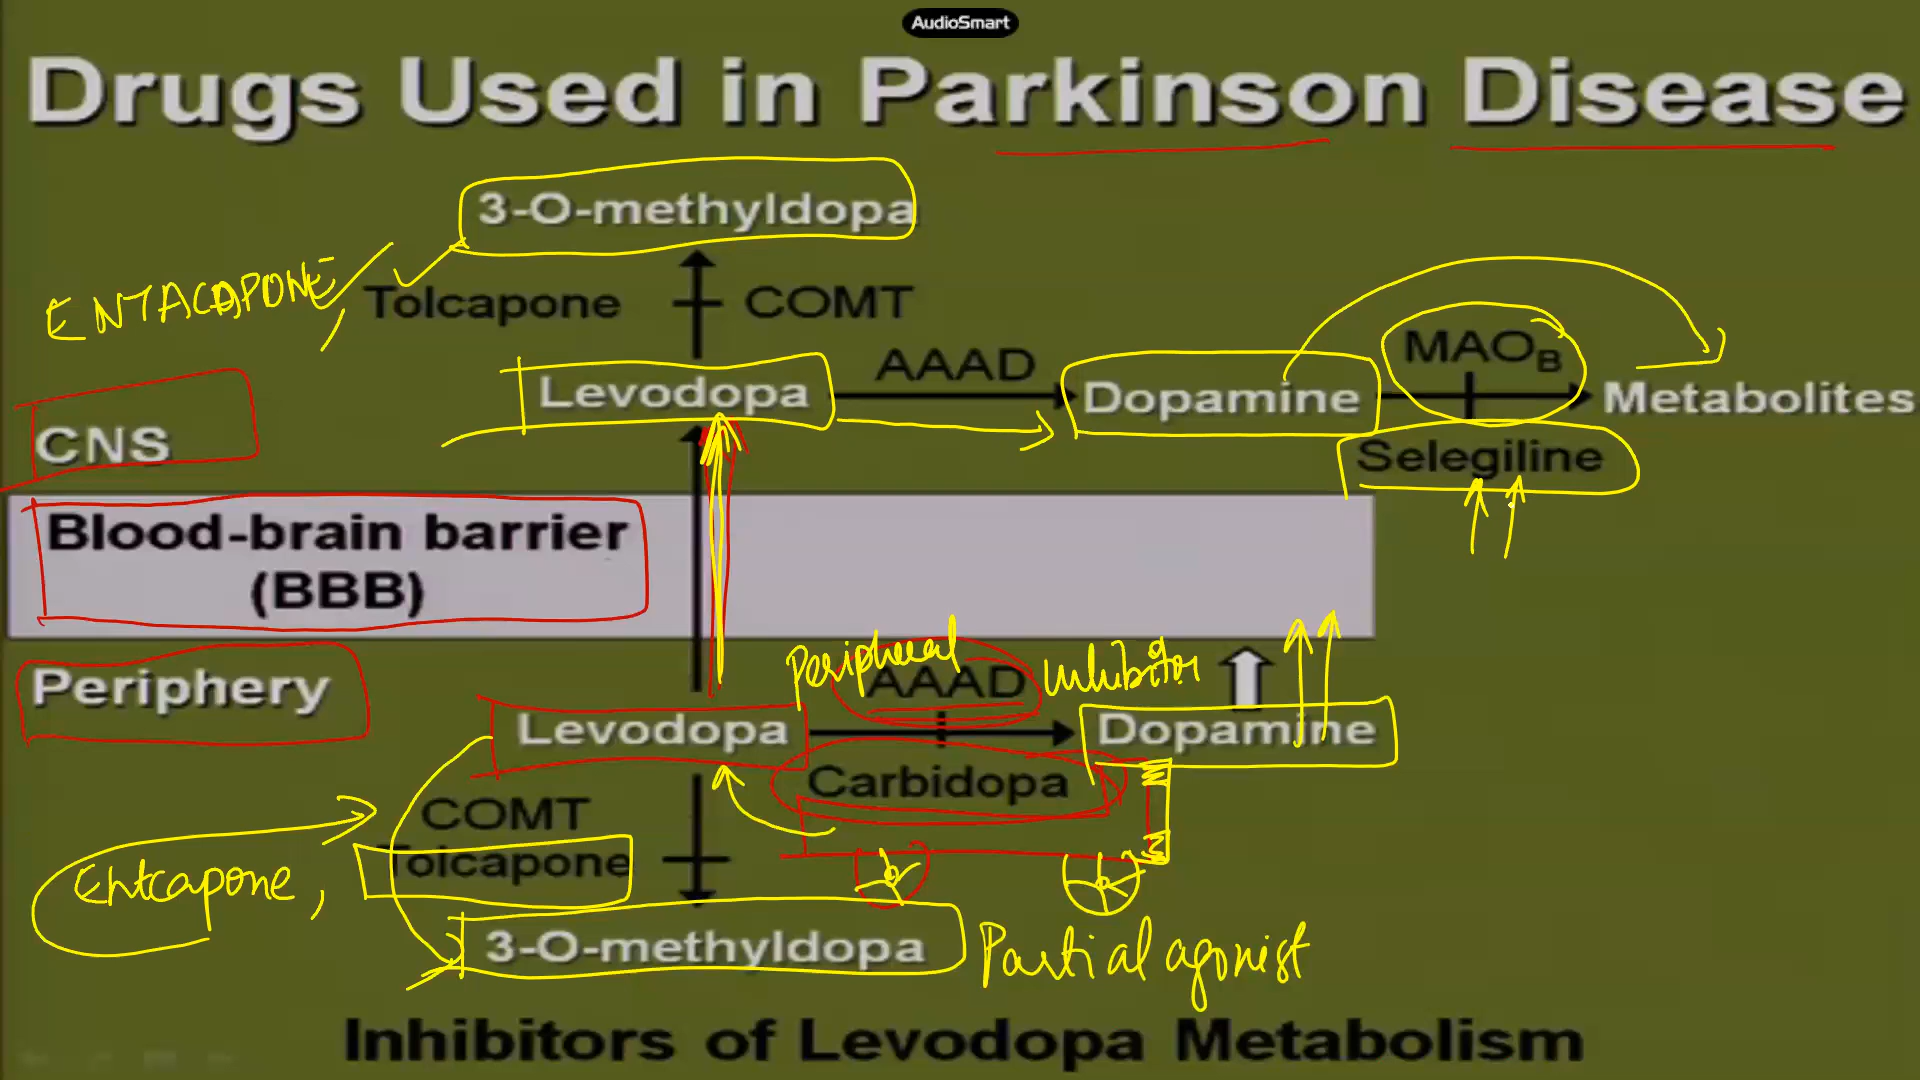 AudioSmart
Drugs Used in Parkinson Disease
3-O-methyldopa
ENTACAPONE, Tolcapone COMT
Levodopa AAAD Dopamine MAOB Metabolites
CNS
Selegiline
Blood-brain barrier
(BBB)
Peripheral Inhibitor
Periphery AAAD
Levodopa Dopamine
Carbidopa
COMT
Entcapone, Tolcapone
3-O-methyldopa Partial agonist
Inhibitors of Levodopa Metabolism